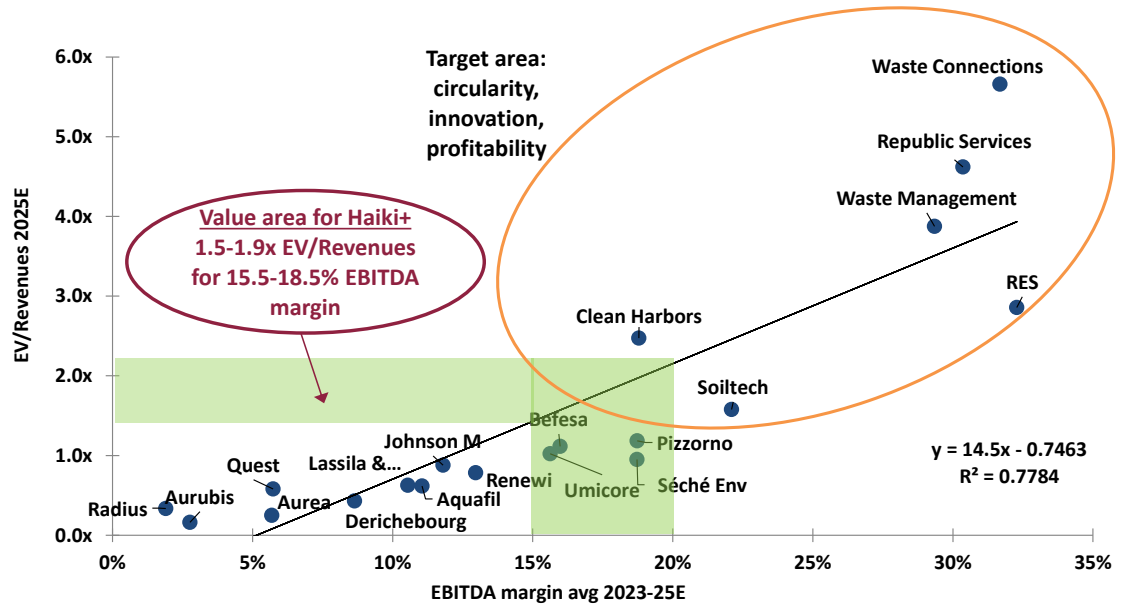 6.0x
5.0x
4.0x
3.0x
2.0x
1.0x
0.0x
EV/Revenues 2025E
Target area:
circularity,
innovation,
profitability
Value area for Haiki+
1.5-1.9x EV/Revenues
for 15.5-18.5% EBITDA
margin
Waste Connections
Republic Services
Waste Management
RES
Clean Harbors
Soiltech
Befesa
Pizzorno
Johnson M
Lassila &...
Quest
Renewi
Umicore
Séché Env
Aquafil
Aurea
Aurubis
Radius
Derichebourg
y = 14.5x - 0.7463
R² = 0.7784
0%
5%
10%
15%
20%
25%
30%
35%
EBITDA margin avg 2023-25E